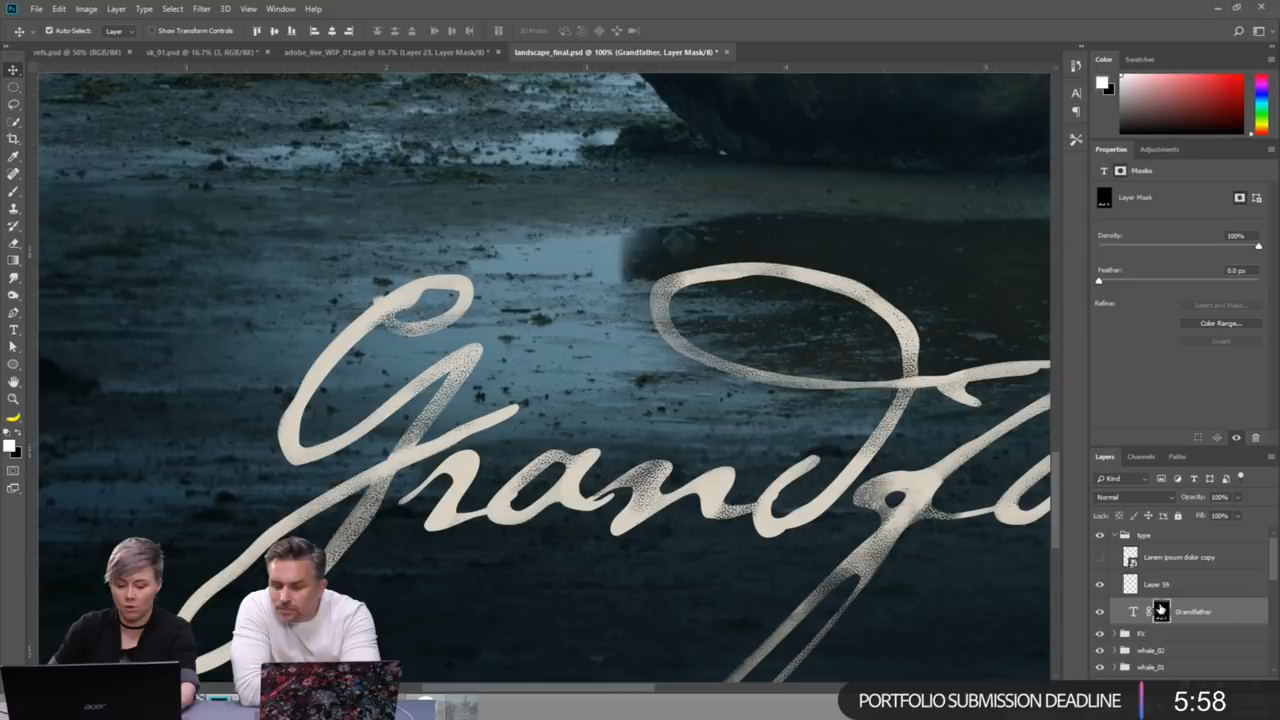 File Edit Image Layer Type Select Filter 3D View Window Help
Auto-Select: Layer Show Transform Controls 3D Mode:
refs.psd @ 50% (RGB/8#) × sk_01.psd @ 16.7% (3, RGB/8#) * × adobe_live_WIP_01.psd @ 16.7% (Layer 23, Layer Mask/8) * × landscape_final.psd @ 100% (Grandfather, Layer Mask/8) * ×
Color Swatches
Properties Adjustments
Masks
Layer Mask
Density: 100%
Feather: 0.0 px
Refine: Select and Mask...
Color Range...
Invert
Layers Channels Paths
Kind
Normal Opacity: 100%
Lock: Fill: 100%
type
Lorem ipsum dolor copy
Layer 59
Grandfather
FX
whale_02
whale_01
acer
PORTFOLIO SUBMISSION DEADLINE 5:58